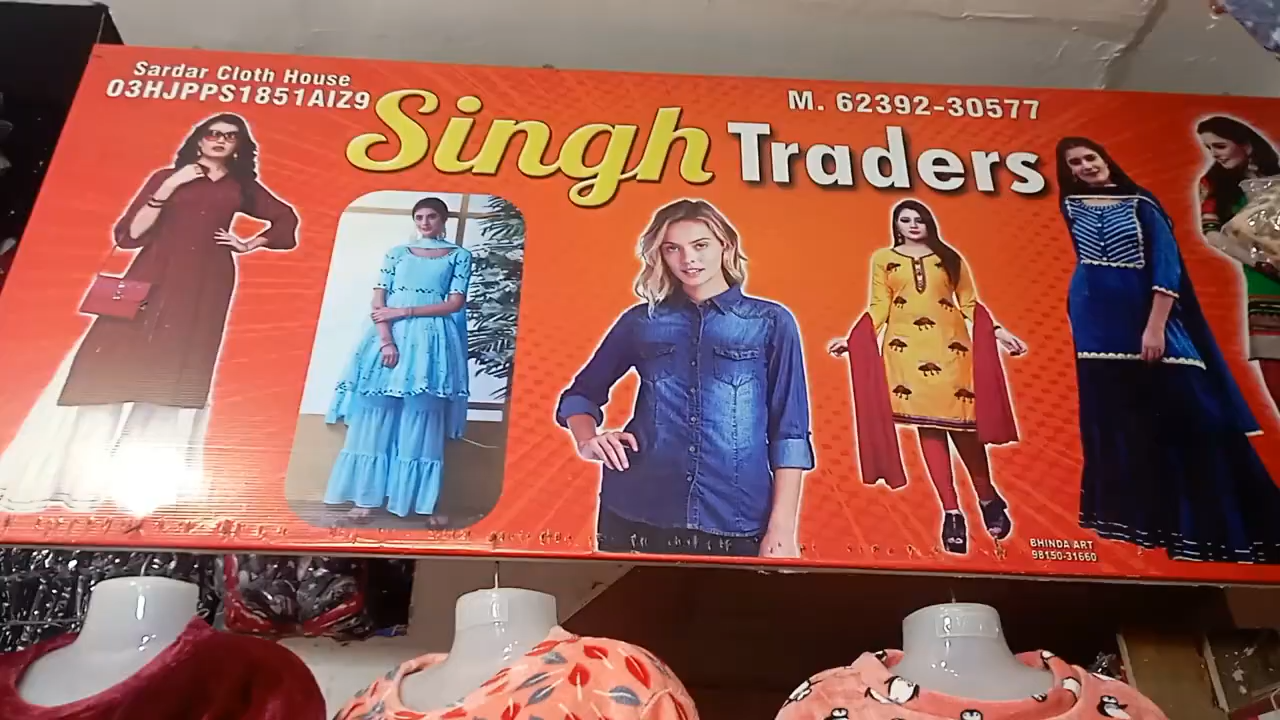 Sardar Cloth House
03HJPPS1851AIZ9
M. 62392-30577
Singh Traders
BHINDA ART
98150-31660